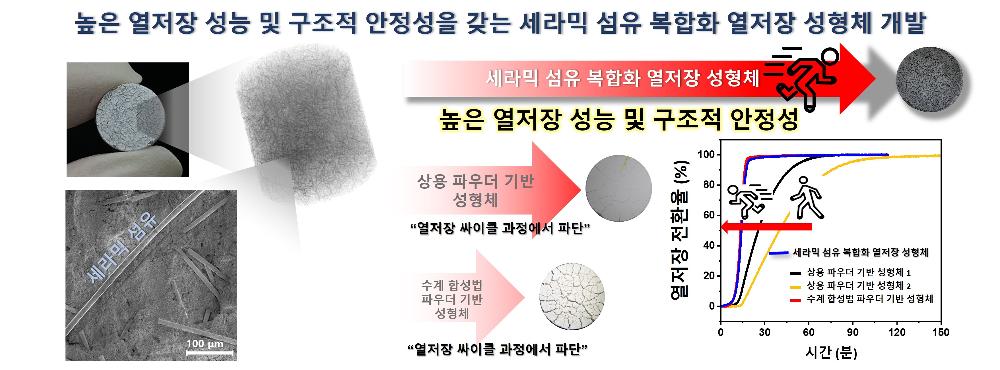 높은 열저장 성능 및 구조적 안정성을 갖는 세라믹 섬유 복합화 열저장 성형체 개발
세라믹 섬유 복합화 열저장 성형체
높은 열저장 성능 및 구조적 안정성
세라믹 섬유
100 μm
상용 파우더 기반
성형체
“열저장 싸이클 과정에서 파단”
수계 합성법
파우더 기반
성형체
“열저장 싸이클 과정에서 파단”
열저장 전환율 (%)
100
80
60
40
20
0
세라믹 섬유 복합화 열저장 성형체
상용 파우더 기반 성형체 1
상용 파우더 기반 성형체 2
수계 합성법 파우더 기반 성형체
0 30 60 90 120 150
시간 (분)